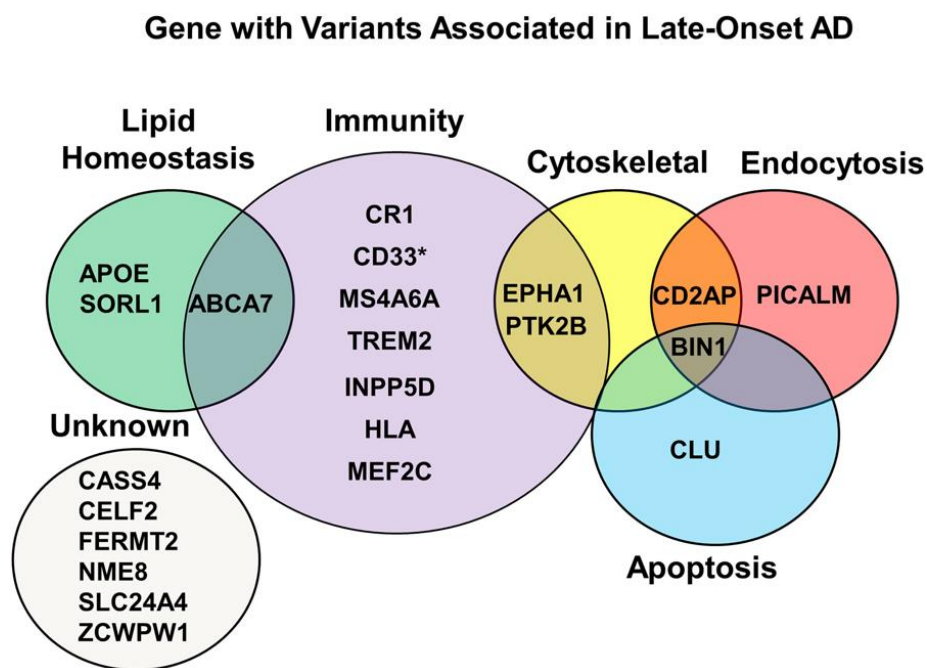 Gene with Variants Associated in Late-Onset AD
Lipid
Homeostasis
Immunity
Cytoskeletal
Endocytosis
APOE
SORL1
ABCA7
CR1
CD33*
MS4A6A
TREM2
INPP5D
HLA
MEF2C
EPHA1
PTK2B
CD2AP
PICALM
BIN1
CLU
Apoptosis
Unknown
CASS4
CELF2
FERMT2
NME8
SLC24A4
ZCWPW1